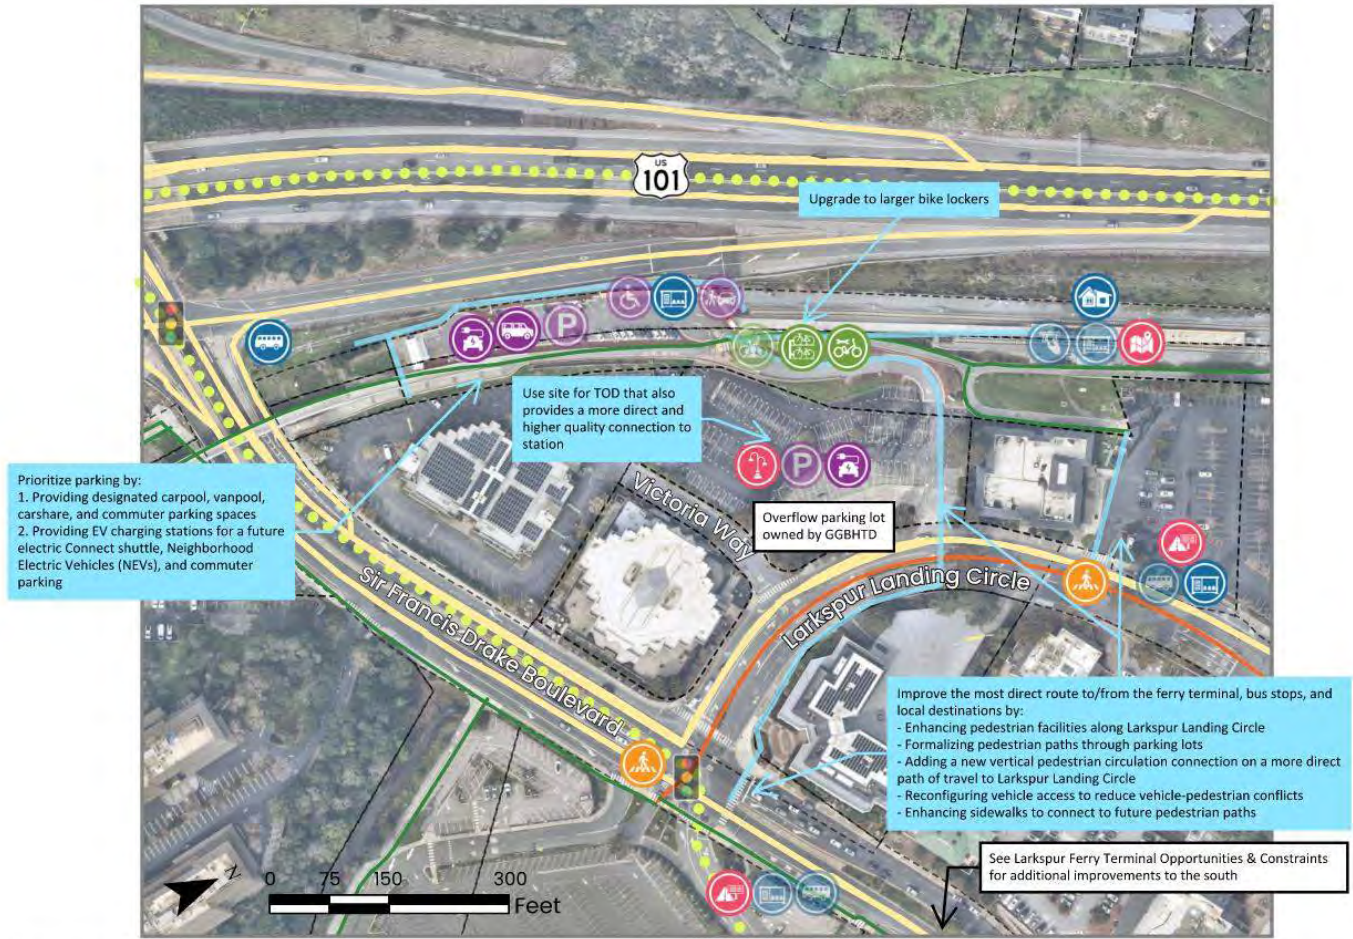 US
101
Upgrade to larger bike lockers
P
Use site for TOD that also
provides a more direct and
higher quality connection to
station
Prioritize parking by:
1. Providing designated carpool, vanpool,
carshare, and commuter parking spaces
2. Providing EV charging stations for a future
electric Connect shuttle, Neighborhood
Electric Vehicles (NEVs), and commuter
parking
P
Victoria Way
Overflow parking lot
owned by GGBHTD
Larkspur Landing Circle
Sir Francis Drake Boulevard
Improve the most direct route to/from the ferry terminal, bus stops, and
local destinations by:
- Enhancing pedestrian facilities along Larkspur Landing Circle
- Formalizing pedestrian paths through parking lots
- Adding a new vertical pedestrian circulation connection on a more direct
path of travel to Larkspur Landing Circle
- Reconfiguring vehicle access to reduce vehicle-pedestrian conflicts
- Enhancing sidewalks to connect to future pedestrian paths
See Larkspur Ferry Terminal Opportunities & Constraints
for additional improvements to the south
N
0 75 150 300
Feet